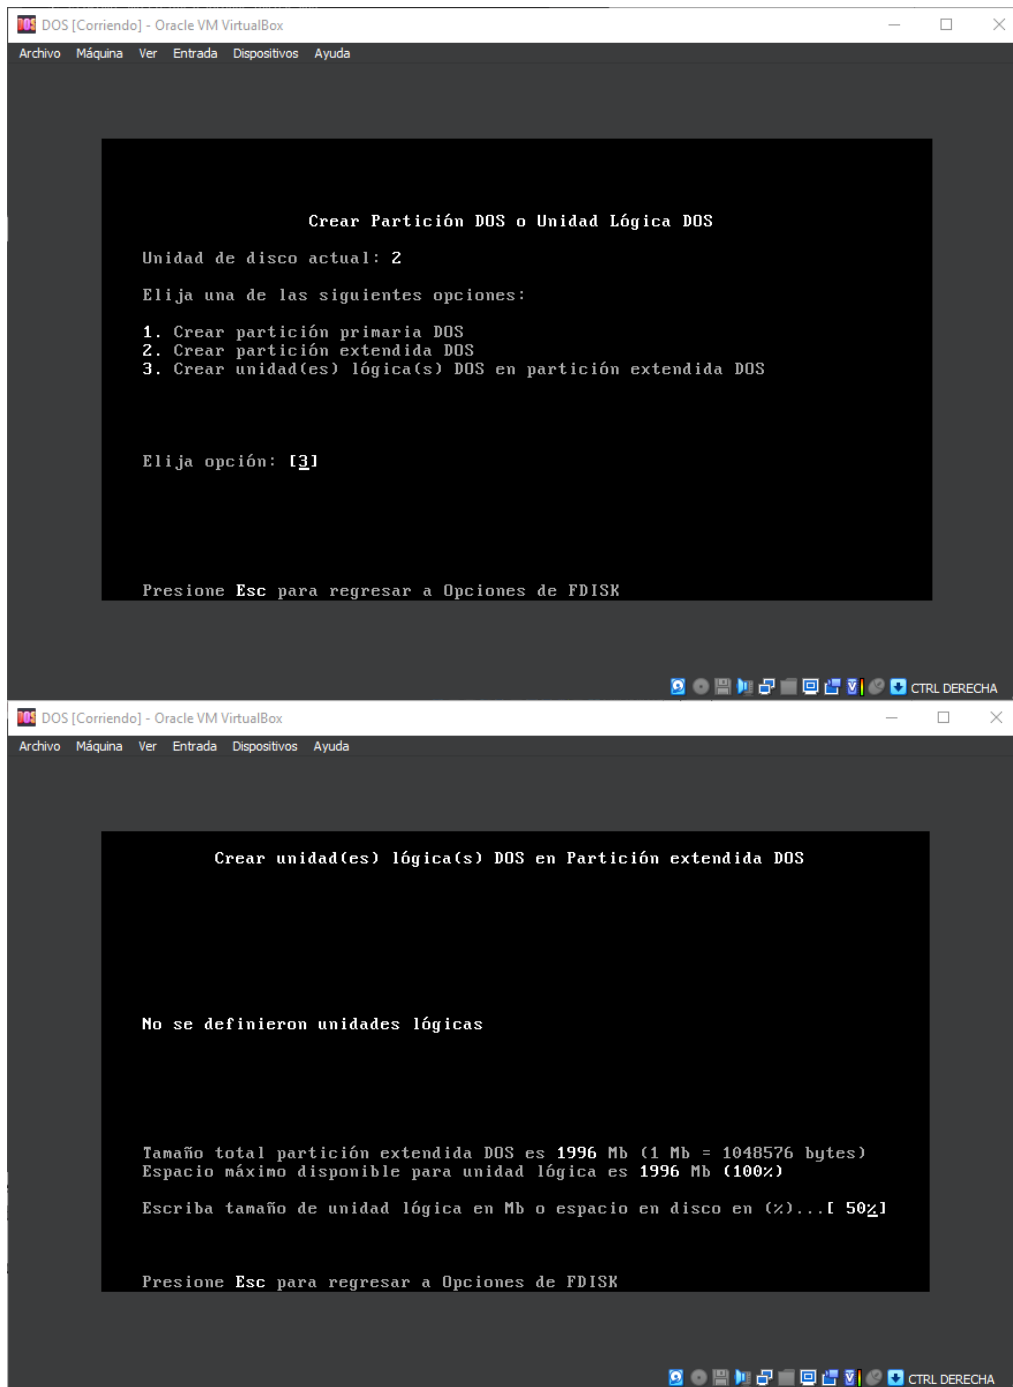 DOS [Corriendo] - Oracle VM VirtualBox
Archivo Máquina Ver Entrada Dispositivos Ayuda
Crear Partición DOS o Unidad Lógica DOS
Unidad de disco actual: 2
Elija una de las siguientes opciones:
1. Crear partición primaria DOS
2. Crear partición extendida DOS
3. Crear unidad(es) lógica(s) DOS en partición extendida DOS
Elija opción: [3]
Presione Esc para regresar a Opciones de FDISK
CTRL DERECHA
DOS [Corriendo] - Oracle VM VirtualBox
Archivo Máquina Ver Entrada Dispositivos Ayuda
Crear unidad(es) lógica(s) DOS en Partición extendida DOS
No se definieron unidades lógicas
Tamaño total partición extendida DOS es 1996 Mb (1 Mb = 1048576 bytes)
Espacio máximo disponible para unidad lógica es 1996 Mb (100%)
Escriba tamaño de unidad lógica en Mb o espacio en disco en (%)...[ 50%]
Presione Esc para regresar a Opciones de FDISK
CTRL DERECHA